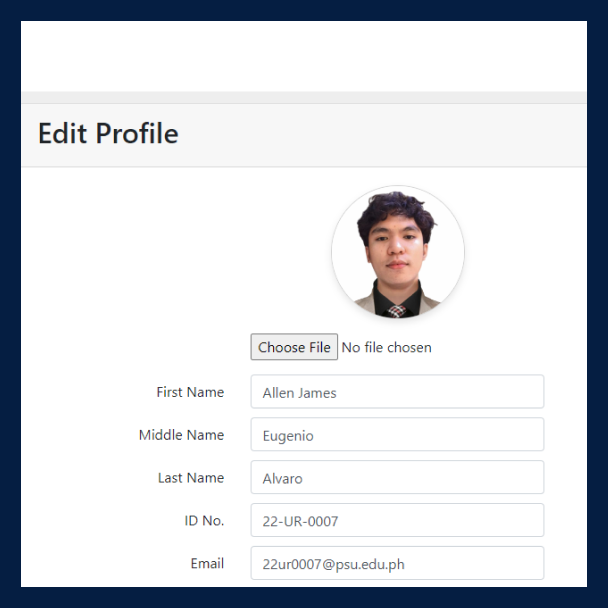 Edit Profile
Choose File No file chosen
First Name Allen James
Middle Name Eugenio
Last Name Alvaro
ID No. 22-UR-0007
Email 22ur0007@psu.edu.ph